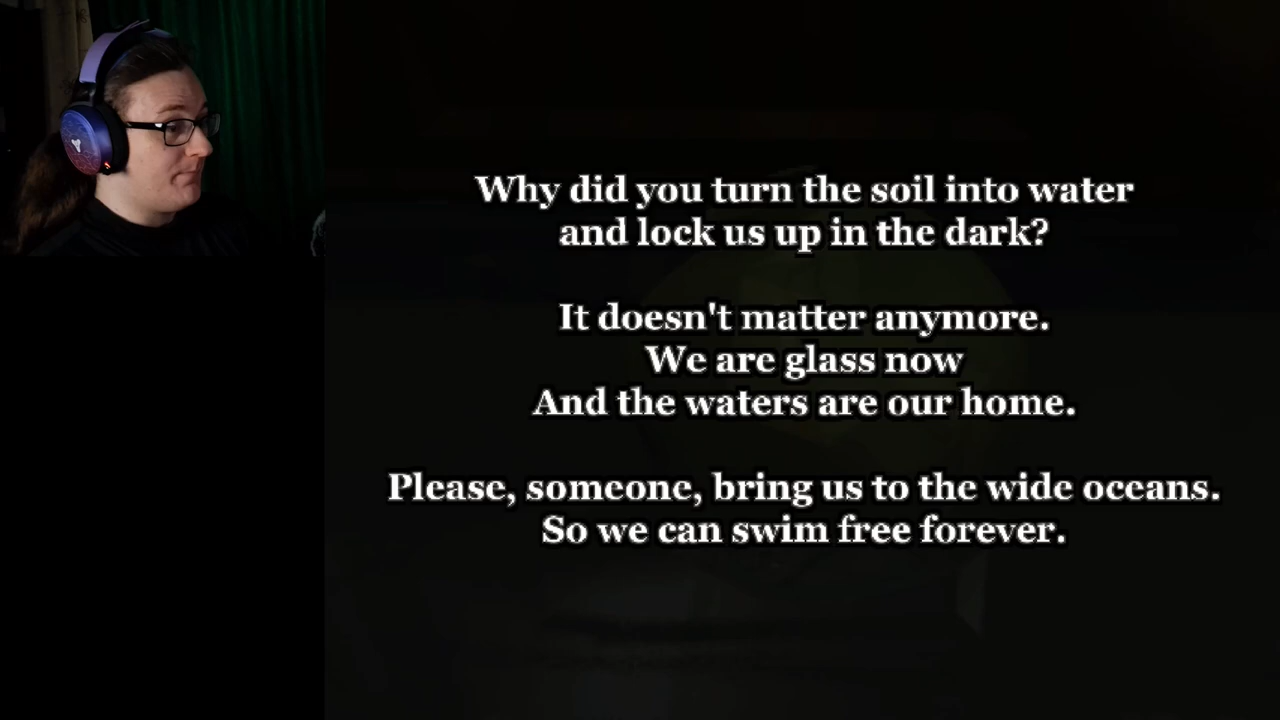 Why did you turn the soil into water
and lock us up in the dark?
It doesn't matter anymore.
We are glass now
And the waters are our home.
Please, someone, bring us to the wide oceans.
So we can swim free forever.